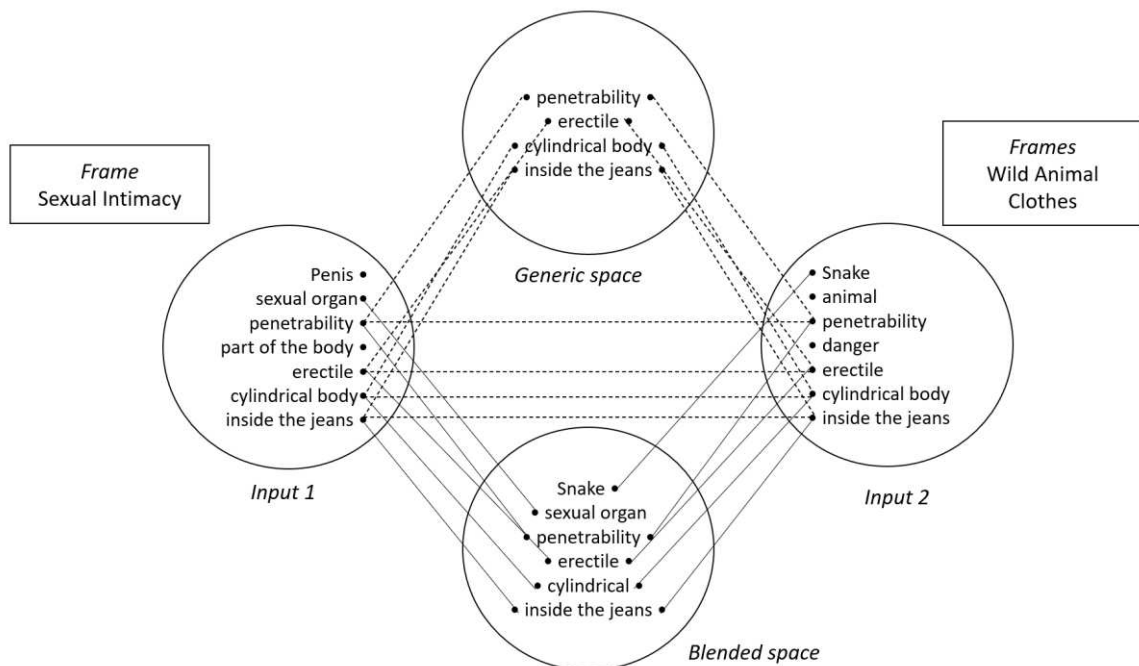 penetrability
erectile
cylindrical body
inside the jeans
Generic space
Frame
Sexual Intimacy
Frames
Wild Animal
Clothes
Penis
sexual organ
penetrability
part of the body
erectile
cylindrical body
inside the jeans
Input 1
Snake
animal
penetrability
danger
erectile
cylindrical body
inside the jeans
Input 2
Snake
sexual organ
penetrability
erectile
cylindrical
inside the jeans
Blended space